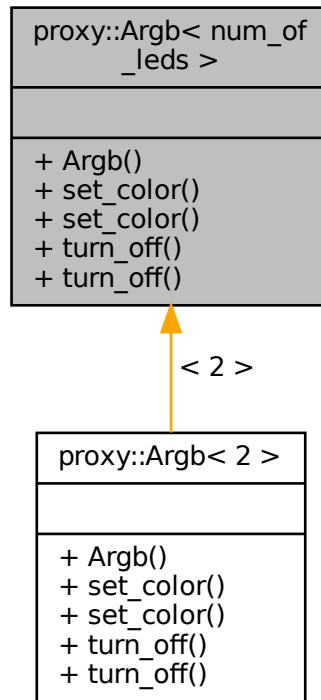 proxy::Argb< num_of
_leds >
+ Argb()
+ set_color()
+ set_color()
+ turn_off()
+ turn_off()
< 2 >
proxy::Argb< 2 >
+ Argb()
+ set_color()
+ set_color()
+ turn_off()
+ turn_off()